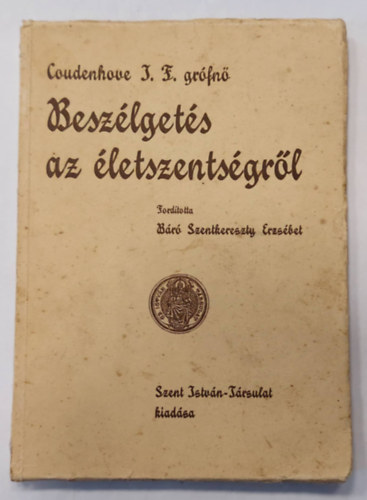 Coudenhove I. F. grófnő
Beszélgetés
az életszentségről
Fordította
Báró Szentkereszty Erzsébet
Szent István-Társulat
kiadása